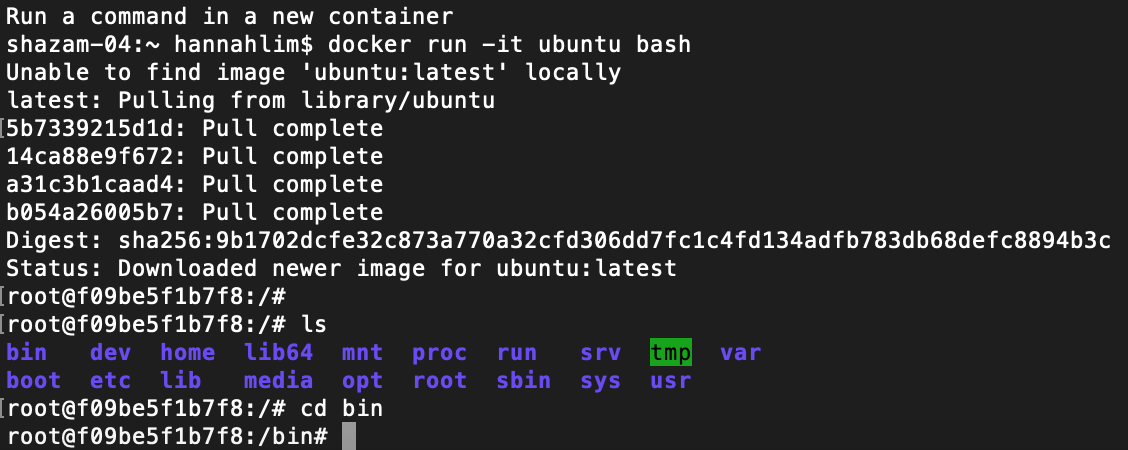 Run a command in a new container
shazam-04:~ hannahlim$ docker run -it ubuntu bash
Unable to find image 'ubuntu:latest' locally
latest: Pulling from library/ubuntu
[5b7339215d1d: Pull complete
14ca88e9f672: Pull complete
a31c3b1caad4: Pull complete
b054a26005b7: Pull complete
Digest: sha256:9b1702dcfe32c873a770a32cfd306dd7fc1c4fd134adfb783db68defc8894b3c
Status: Downloaded newer image for ubuntu:latest
[root@f09be5f1b7f8:/#
[root@f09be5f1b7f8:/# ls
bin dev home lib64 mnt proc run srv tmp var
boot etc lib media opt root sbin sys usr
[root@f09be5f1b7f8:/# cd bin
root@f09be5f1b7f8:/bin#